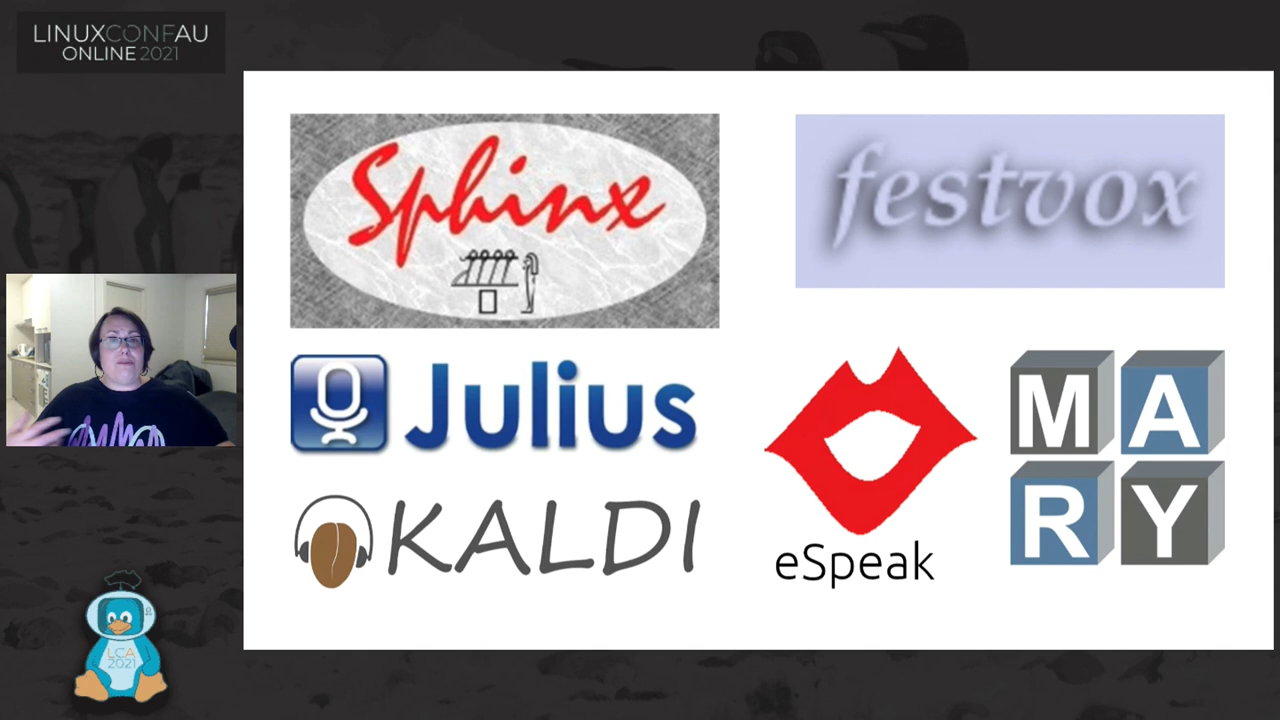 LINUXCONFAU
ONLINE 2021
Sphinx
festvox
Julius
KALDI
eSpeak
M A
R Y
LCA
2021